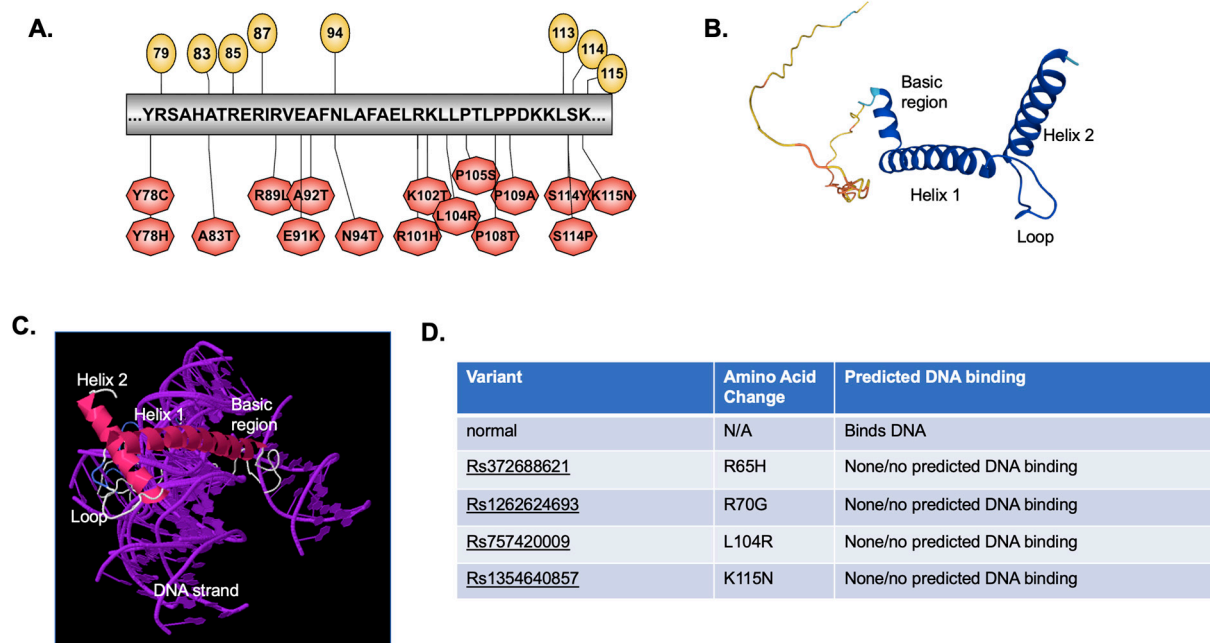 A.
79
83
85
87
94
113
114
115
...YRSAHATRERIRVEAFNLAFAELRKLLPTLPPDKKLSK...
Y78C
Y78H
A83T
R89L
A92T
E91K
N94T
K102T
R101H
L104R
P105S
P109A
P108T
S114Y
S114P
K115N
B.
Basic
region
Helix 1
Helix 2
Loop
C.
Helix 2
Helix 1
Basic
region
Loop
DNA strand
D.
Variant
Amino Acid
Change
Predicted DNA binding
normal
N/A
Binds DNA
Rs372688621
R65H
None/no predicted DNA binding
Rs1262624693
R70G
None/no predicted DNA binding
Rs757420009
L104R
None/no predicted DNA binding
Rs1354640857
K115N
None/no predicted DNA binding